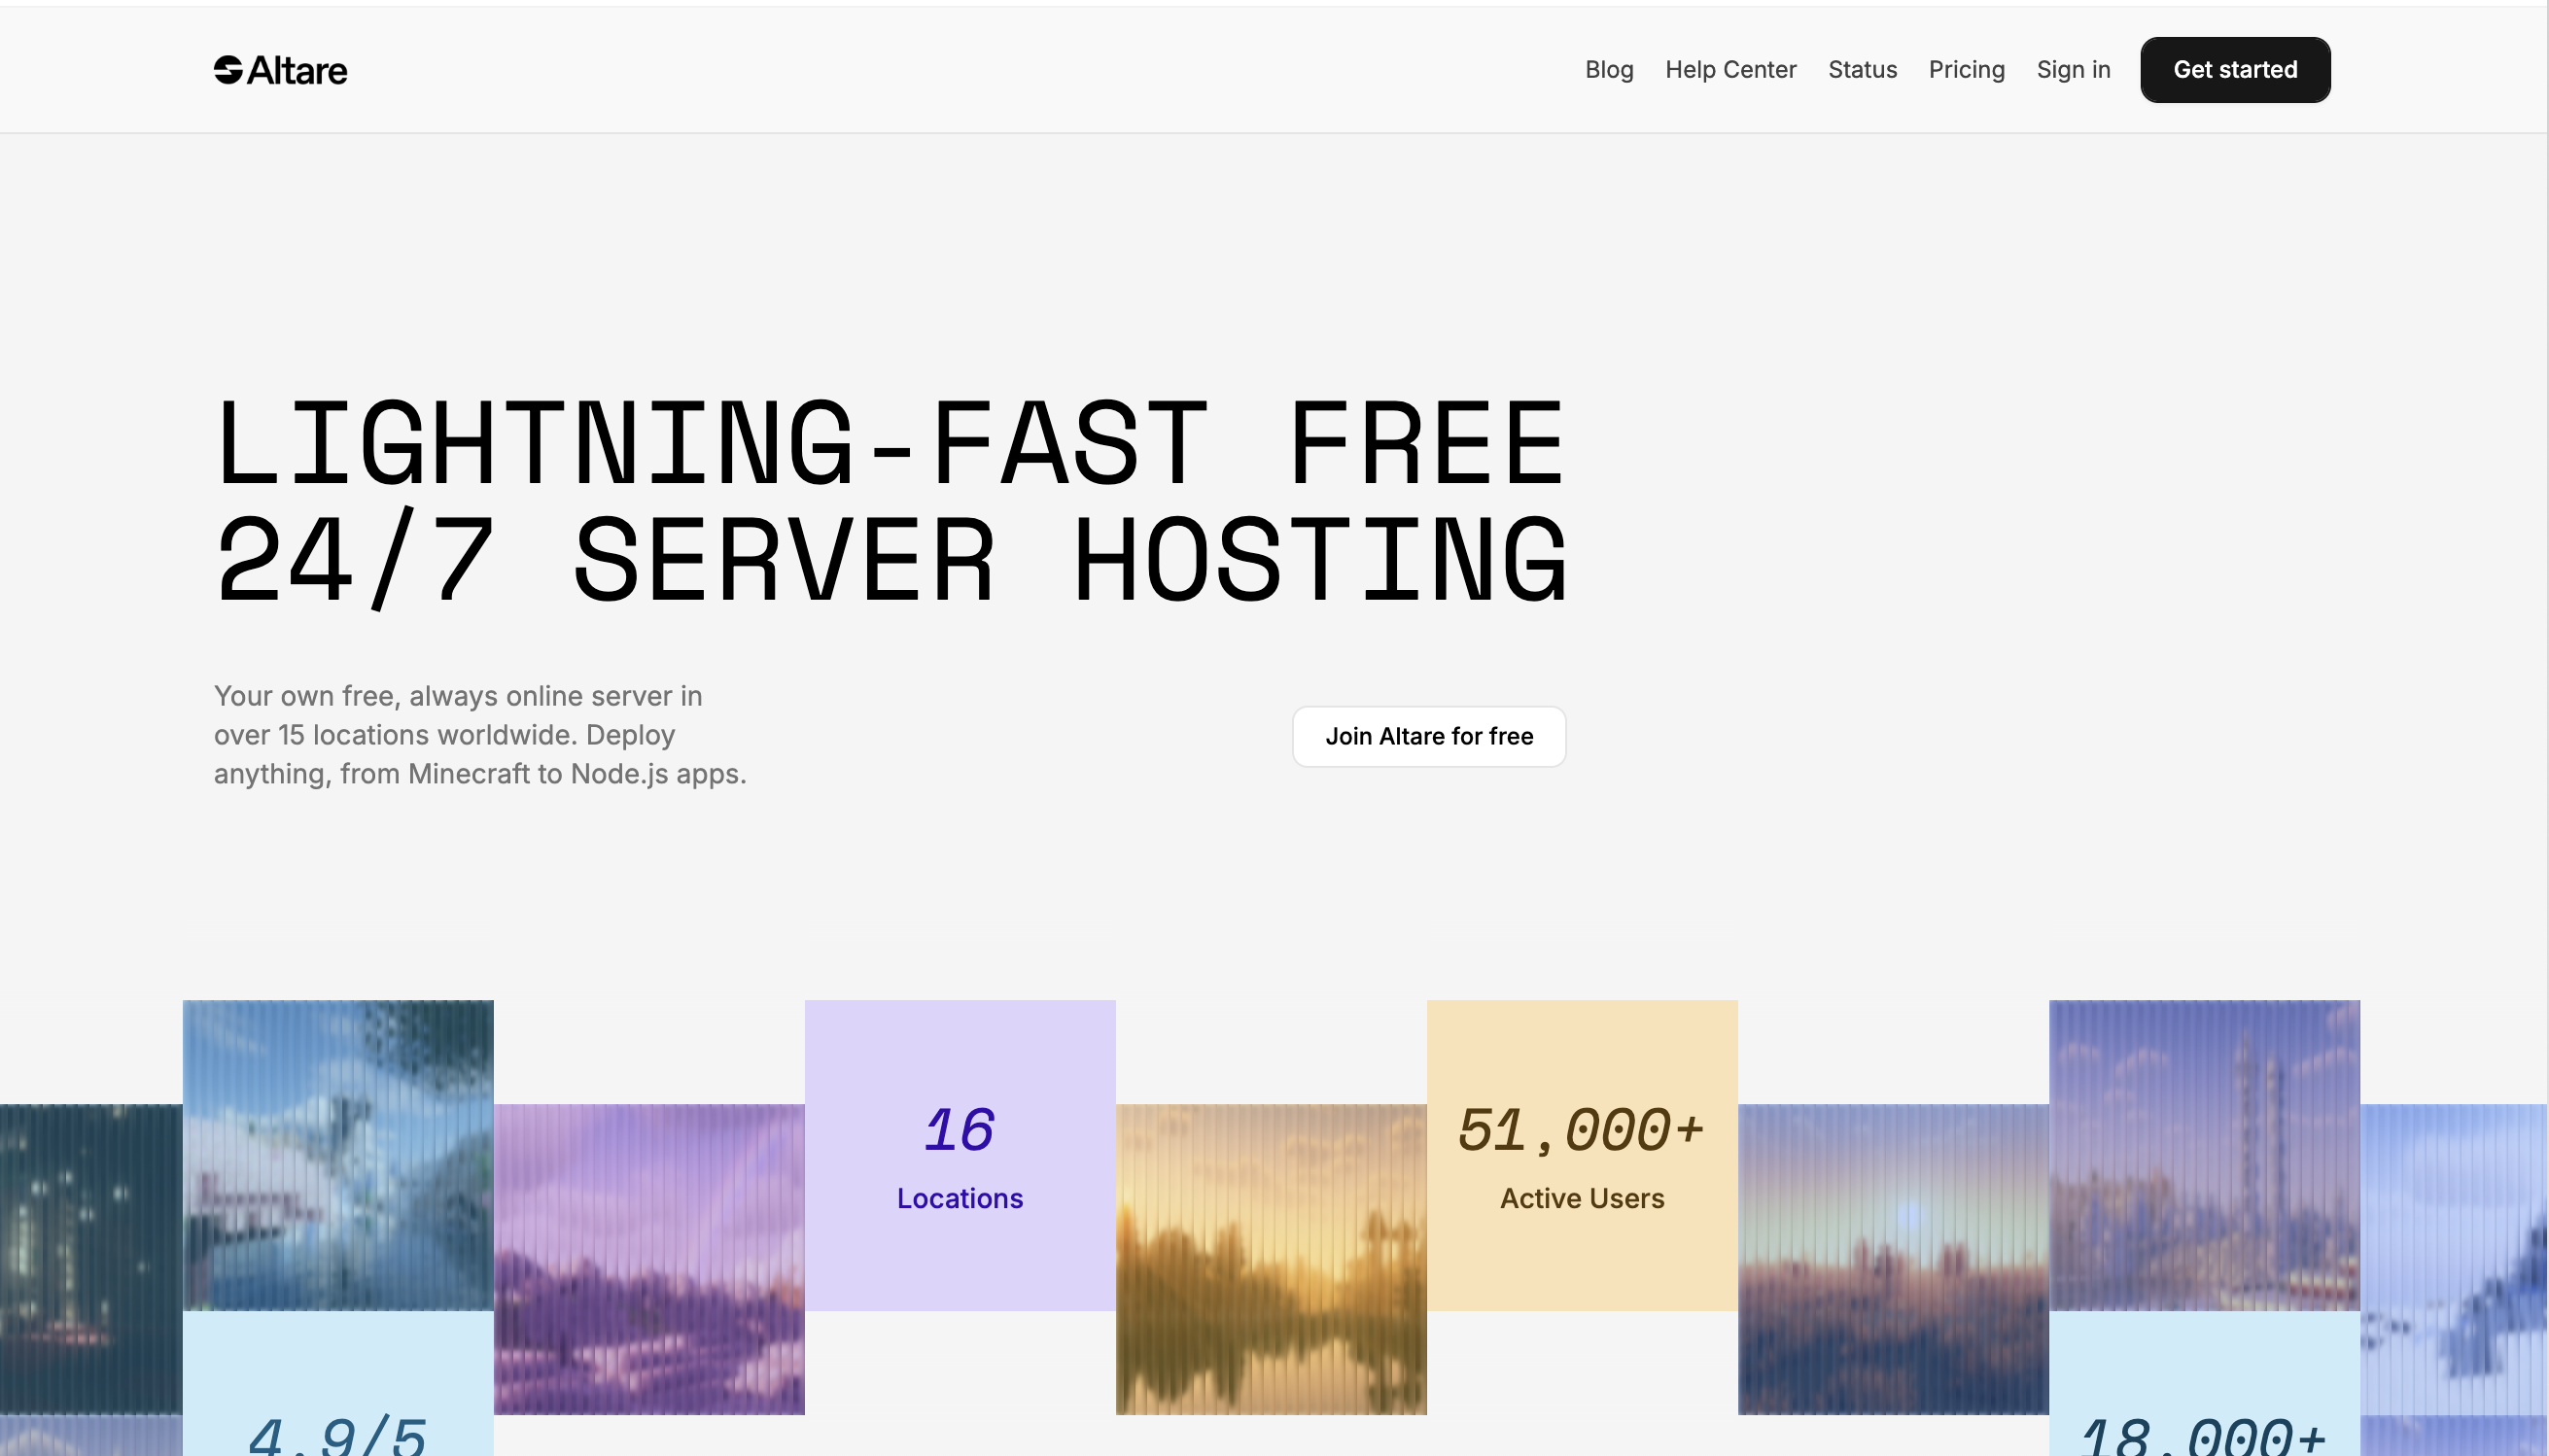 Altare
Blog
Help Center
Status
Pricing
Sign in
Get started
LIGHTNING-FAST FREE
24/7 SERVER HOSTING
Your own free, always online server in
over 15 locations worldwide. Deploy
anything, from Minecraft to Node.js apps.
Join Altare for free
16
Locations
51,000+
Active Users
4.9/5
18,000+